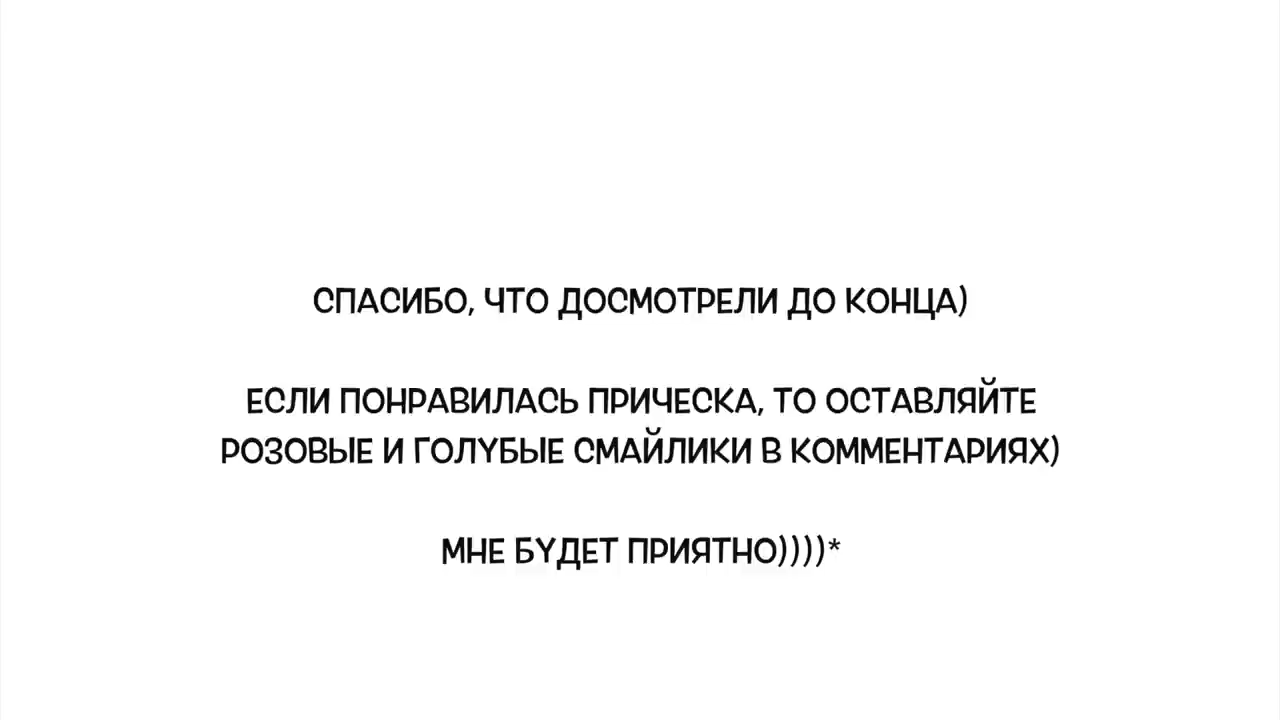 СПАСИБО, ЧТО ДОСМОТРЕЛИ ДО КОНЦА)
ЕСЛИ ПОНРАВИЛАСЬ ПРИЧЕСКА, ТО ОСТАВЛЯЙТЕ
РОЗОВЫЕ И ГОЛУБЫЕ СМАЙЛИКИ В КОММЕНТАРИЯХ)
МНЕ БУДЕТ ПРИЯТНО))))*